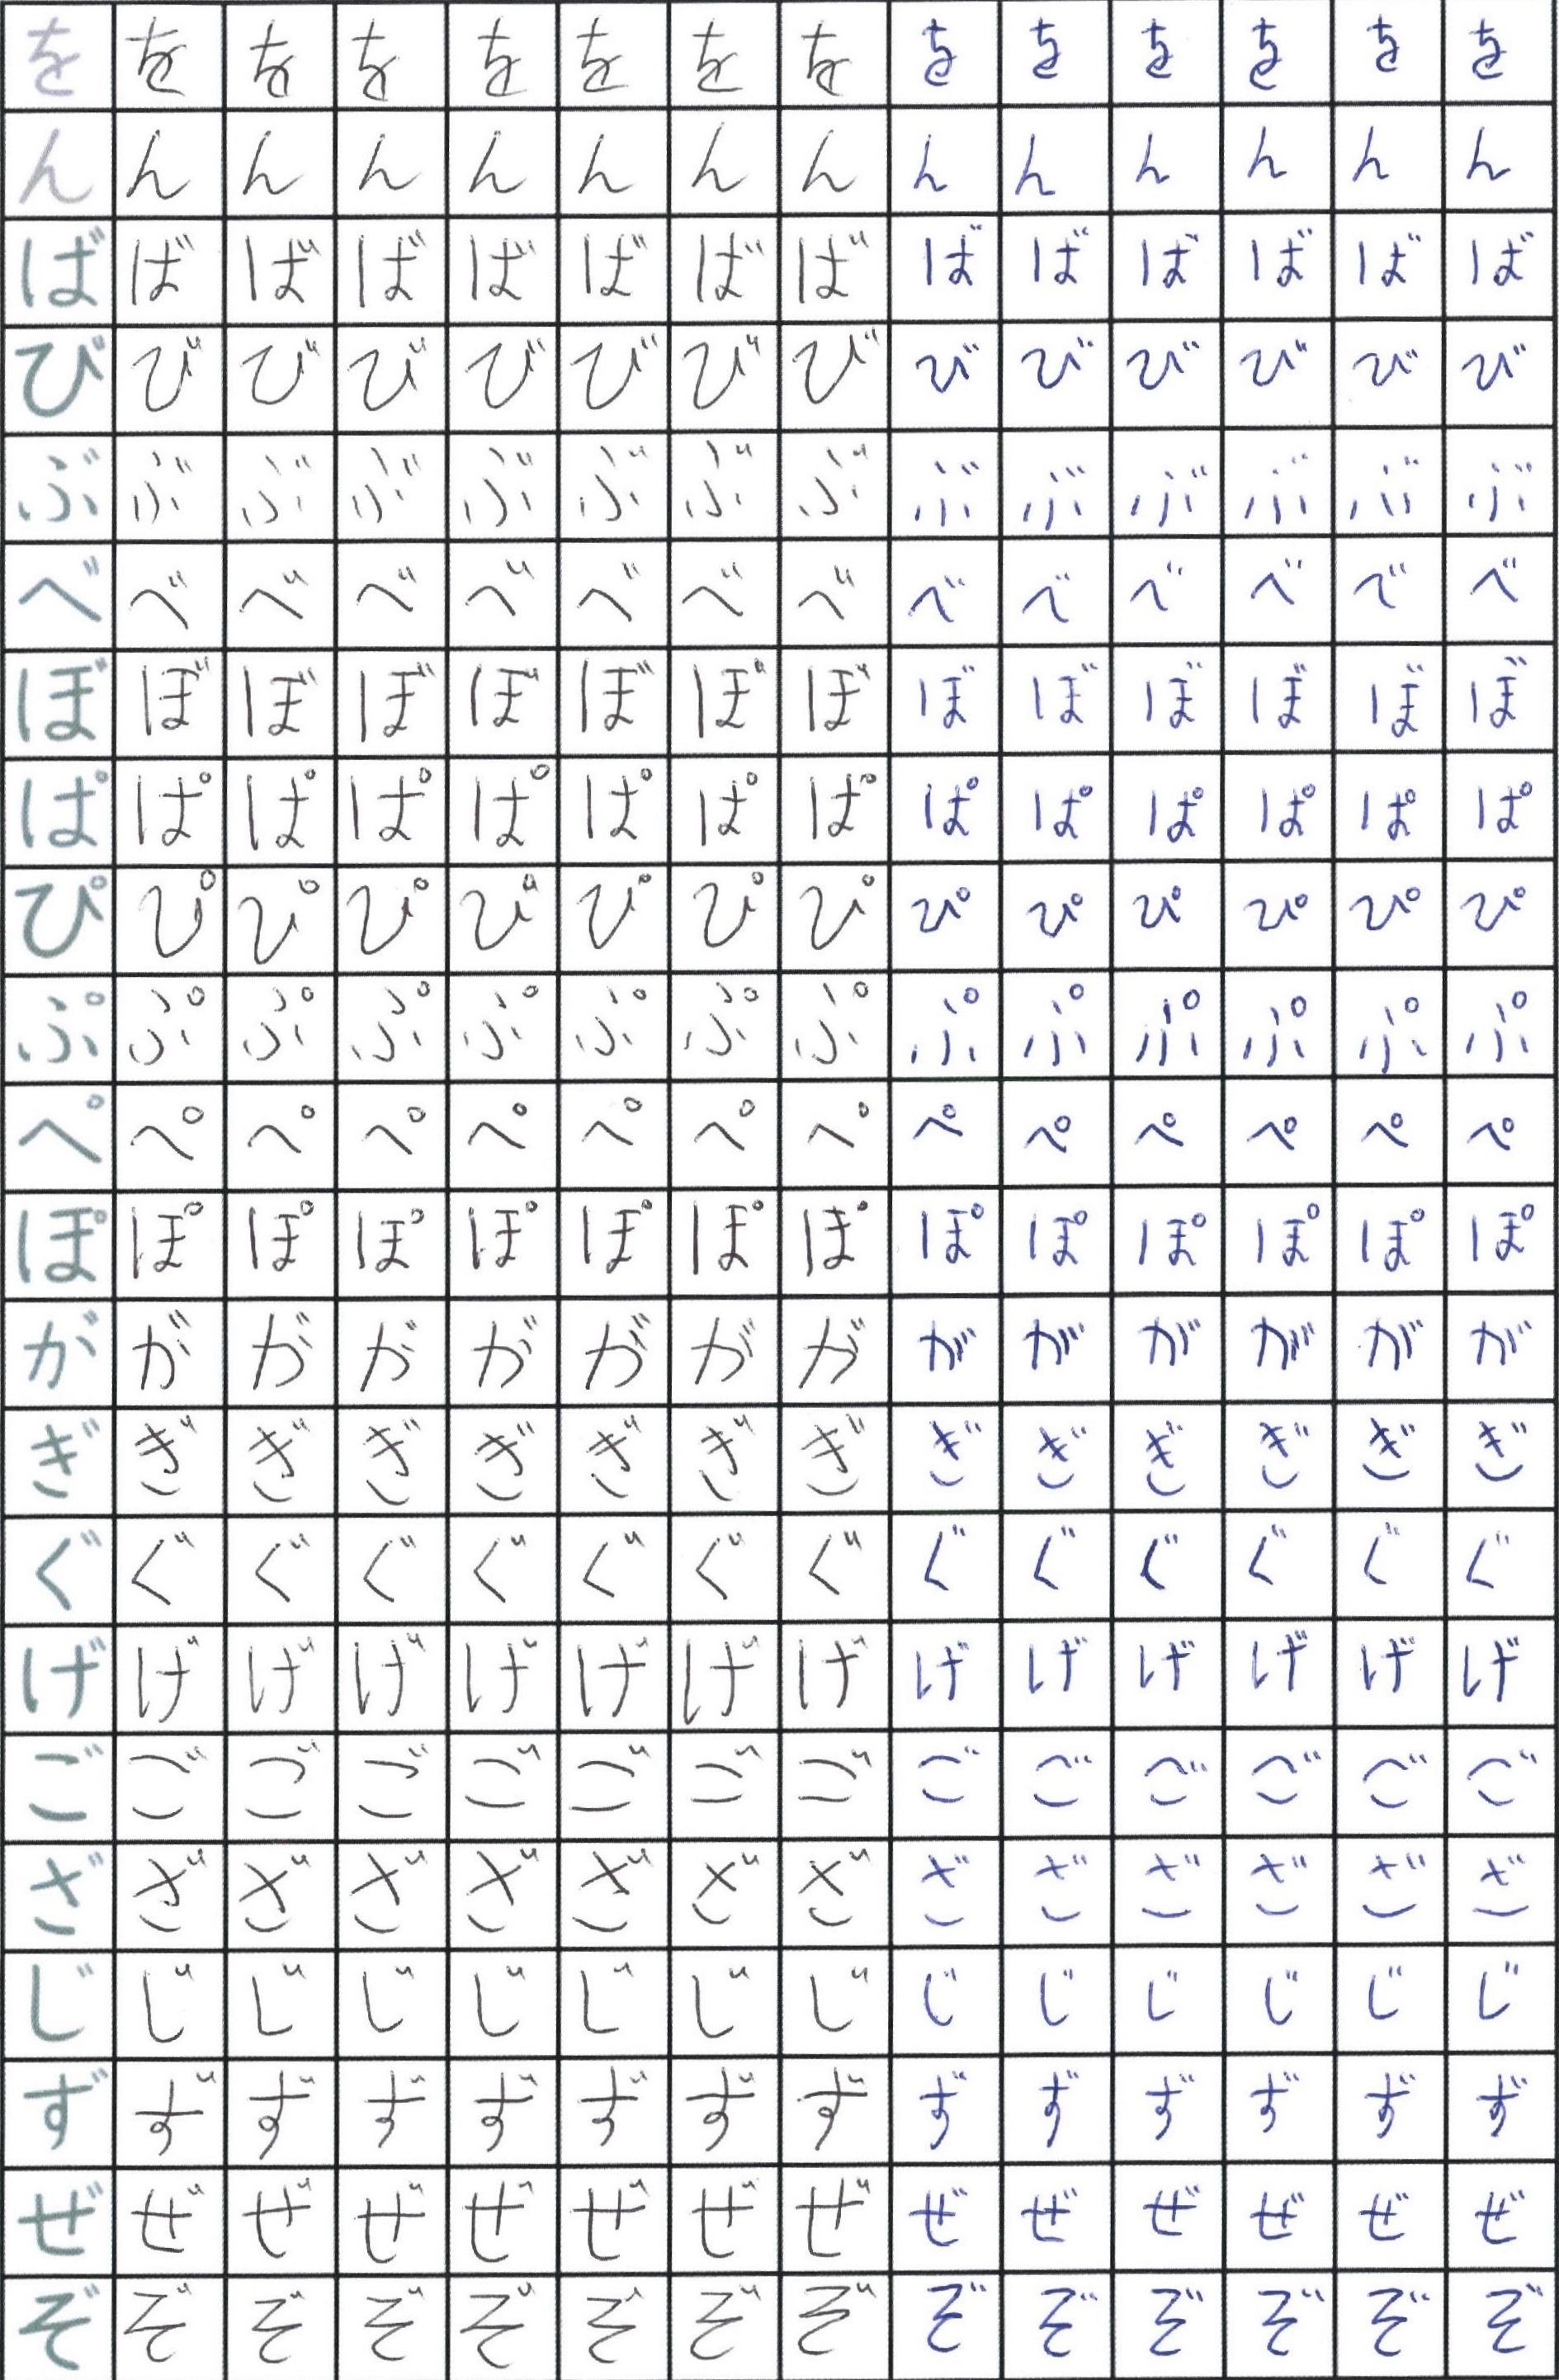 を を を を を を を を を を を を を を
ん ん ん ん ん ん ん ん ん ん ん ん ん ん
ば ば ば ば ば ば ば ば ば ば ば ば ば ば
び び び び び び び び び び び び び び
ぶ ぶ ぶ ぶ ぶ ぶ ぶ ぶ ぶ ぶ ぶ ぶ ぶ ぶ
べ べ べ べ べ べ べ べ べ べ べ べ べ べ
ぼ ぼ ぼ ぼ ぼ ぼ ぼ ぼ ぼ ぼ ぼ ぼ ぼ ぼ
ぱ ぱ ぱ ぱ ぱ ぱ ぱ ぱ ぱ ぱ ぱ ぱ ぱ ぱ
ぴ ぴ ぴ ぴ ぴ ぴ ぴ ぴ ぴ ぴ ぴ ぴ ぴ ぴ
ぷ ぷ ぷ ぷ ぷ ぷ ぷ ぷ ぷ ぷ ぷ ぷ ぷ ぷ
ぺ ぺ ぺ ぺ ぺ ぺ ぺ ぺ ぺ ぺ ぺ ぺ ぺ ぺ
ぽ ぽ ぽ ぽ ぽ ぽ ぽ ぽ ぽ ぽ ぽ ぽ ぽ ぽ
が が が が が が が が が が が が が が
ぎ ぎ ぎ ぎ ぎ ぎ ぎ ぎ ぎ ぎ ぎ ぎ ぎ ぎ
ぐ ぐ ぐ ぐ ぐ ぐ ぐ ぐ ぐ ぐ ぐ ぐ ぐ ぐ
げ げ げ げ げ げ げ げ げ げ げ げ げ げ
ご ご ご ご ご ご ご ご ご ご ご ご ご ご
ざ ざ ざ ざ ざ ざ ざ ざ ざ ざ ざ ざ ざ ざ
じ じ じ じ じ じ じ じ じ じ じ じ じ じ
ず ず ず ず ず ず ず ず ず ず ず ず ず ず
ぜ ぜ ぜ ぜ ぜ ぜ ぜ ぜ ぜ ぜ ぜ ぜ ぜ ぜ
ぞ ぞ ぞ ぞ ぞ ぞ ぞ ぞ ぞ ぞ ぞ ぞ ぞ ぞ